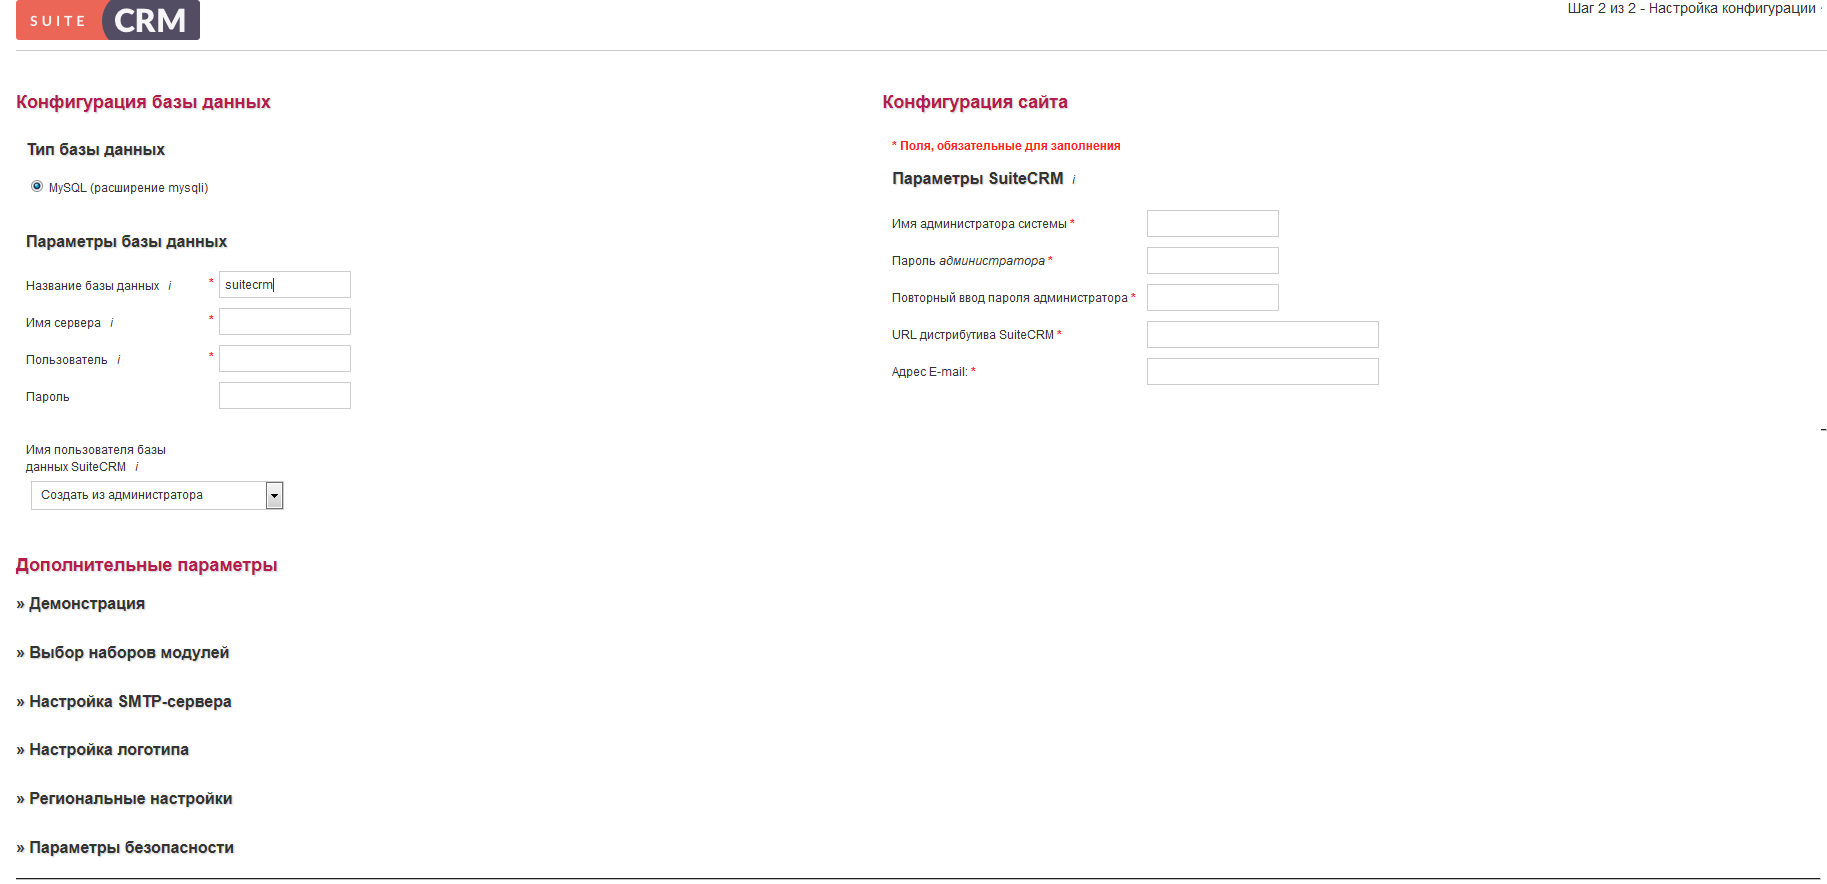 SUITE CRM
Шаг 2 из 2 - Настройка конфигурации
Конфигурация базы данных
Тип базы данных
MySQL (расширение mysqli)
Параметры базы данных
Название базы данных i * suitecrm
Имя сервера i *
Пользователь i *
Пароль
Имя пользователя базы
данных SuiteCRM i
Создать из администратора
Конфигурация сайта
* Поля, обязательные для заполнения
Параметры SuiteCRM i
Имя администратора системы *
Пароль администратора *
Повторный ввод пароля администратора *
URL дистрибутива SuiteCRM *
Адрес E-mail: *
Дополнительные параметры
» Демонстрация
» Выбор наборов модулей
» Настройка SMTP-сервера
» Настройка логотипа
» Региональные настройки
» Параметры безопасности